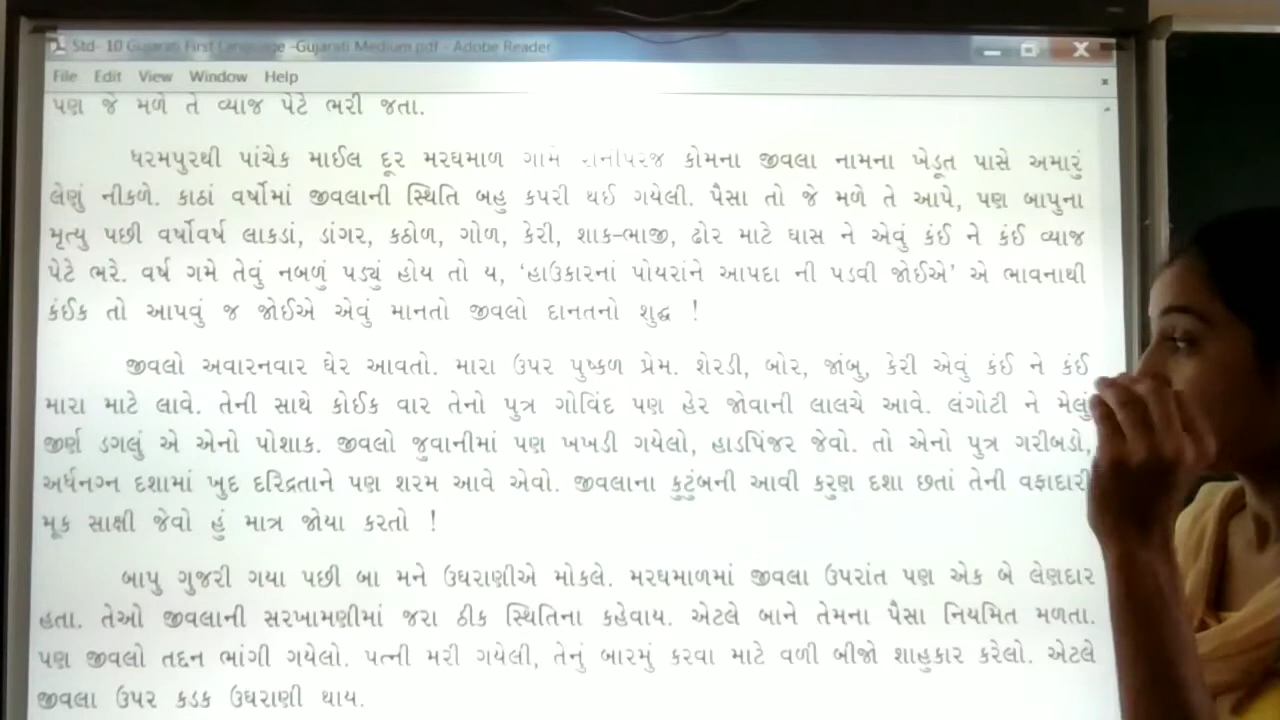 Std- 10 Gujarati First Language -Gujarati Medium.pdf - Adobe Reader
File Edit View Window Help
પણ જે મળે તે વ્યાજ પેટે ભરી જતા.
ધરમપુરથી પાંચેક માઈલ દૂર મરઘમાળ ગામે રાનીપરજ કોમના જીવલા નામના ખેડૂત પાસે અમારું
લેણું નીકળે. કાઠાં વર્ષોમાં જીવલાની સ્થિતિ બહુ કપરી થઈ ગયેલી. પૈસા તો જે મળે તે આપે, પણ બાપુના
મૃત્યુ પછી વર્ષોવર્ષ લાકડાં, ડાંગર, કઠોળ, ગોળ, કેરી, શાક-ભાજી, ઢોર માટે ઘાસ ને એવું કંઈ ને કંઈ વ્યાજ
પેટે ભરે. વર્ષ ગમે તેવું નબળું પડ્યું હોય તો ય, ‘હાઉકારનાં પોયરાંને આપદા ની પડવી જોઈએ’ એ ભાવનાથી
કંઈક તો આપવું જ જોઈએ એવું માનતો જીવલો દાનતનો શુદ્ધ !
જીવલો અવારનવાર ઘેર આવતો. મારા ઉપર પુષ્કળ પ્રેમ. શેરડી, બોર, જાંબુ, કેરી એવું કંઈ ને કંઈ
મારા માટે લાવે. તેની સાથે કોઈક વાર તેનો પુત્ર ગોવિંદ પણ હેર જોવાની લાલચે આવે. લંગોટી ને મેલું
જીર્ણ ડગલું એ એનો પોશાક. જીવલો જુવાનીમાં પણ ખખડી ગયેલો, હાડપિંજર જેવો. તો એનો પુત્ર ગરીબડો,
અર્ધનગ્ન દશામાં ખુદ દરિદ્રતાને પણ શરમ આવે એવો. જીવલાના કુટુંબની આવી કરુણ દશા છતાં તેની વફાદારી
મૂક સાક્ષી જેવો હું માત્ર જોયા કરતો !
બાપુ ગુજરી ગયા પછી બા મને ઉઘરાણીએ મોકલે. મરઘમાળમાં જીવલા ઉપરાંત પણ એક બે લેણદાર
હતા. તેઓ જીવલાની સરખામણીમાં જરા ઠીક સ્થિતિના કહેવાય. એટલે બાને તેમના પૈસા નિયમિત મળતા.
પણ જીવલો તદ્દન ભાંગી ગયેલો. પત્ની મરી ગયેલી, તેનું બારમું કરવા માટે વળી બીજો શાહુકાર કરેલો. એટલે
જીવલા ઉપર કડક ઉઘરાણી થાય.